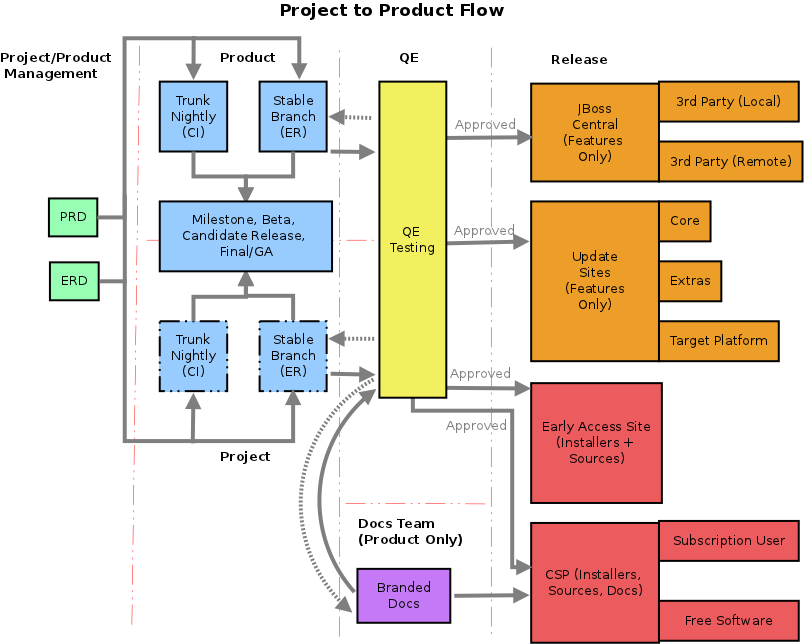 Project to Product Flow
Project/Product
Management
Product
QE
Release
Trunk
Nightly
(CI)
Stable
Branch
(ER)
Approved
JBoss
Central
(Features
Only)
3rd Party (Local)
3rd Party (Remote)
PRD
Milestone, Beta,
Candidate Release,
Final/GA
QE
Testing
Approved
Update
Sites
(Features
Only)
Core
Extras
Target Platform
ERD
Trunk
Nightly
(CI)
Stable
Branch
(ER)
Approved
Approved
Early Access Site
(Installers +
Sources)
Project
Docs Team
(Product Only)
Branded
Docs
CSP (Installers,
Sources, Docs)
Subscription User
Free Software